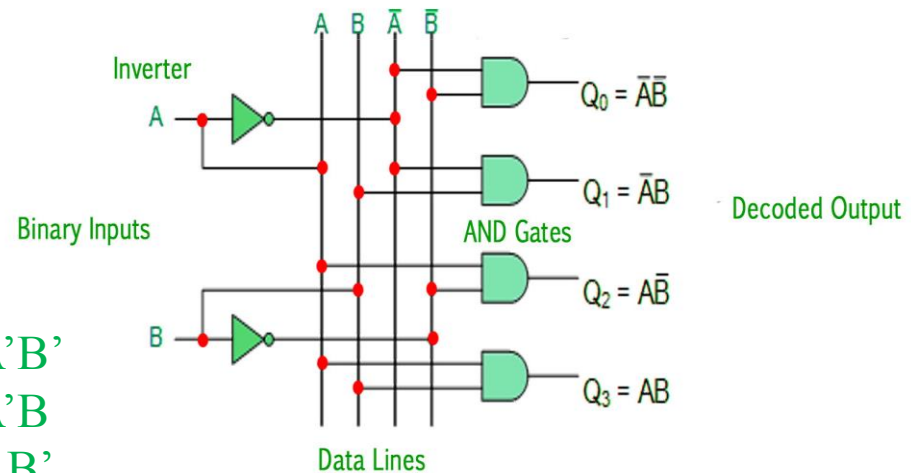 A B A̅ B̅
Inverter
A
Q₀ = A̅B̅
Q₁ = A̅B
Decoded Output
Binary Inputs
AND Gates
Q₂ = AB̅
B
’B’
’B
Q₃ = AB
B’
Data Lines